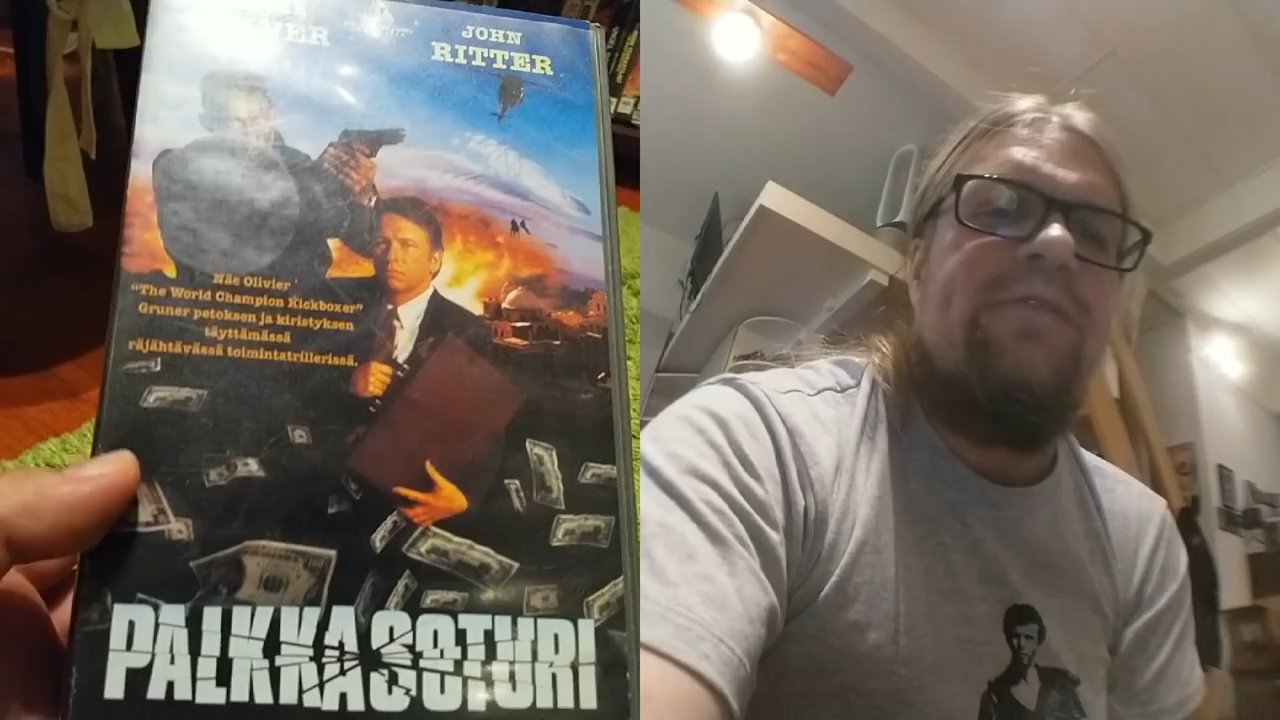 JOHN
RITTER
Näe Olivier
"The World Champion Kickboxer"
Gruner petoksen ja kiristyksen
täyttämässä
räjähtävässä toimintatrillerissä.
PALKKASOTURI